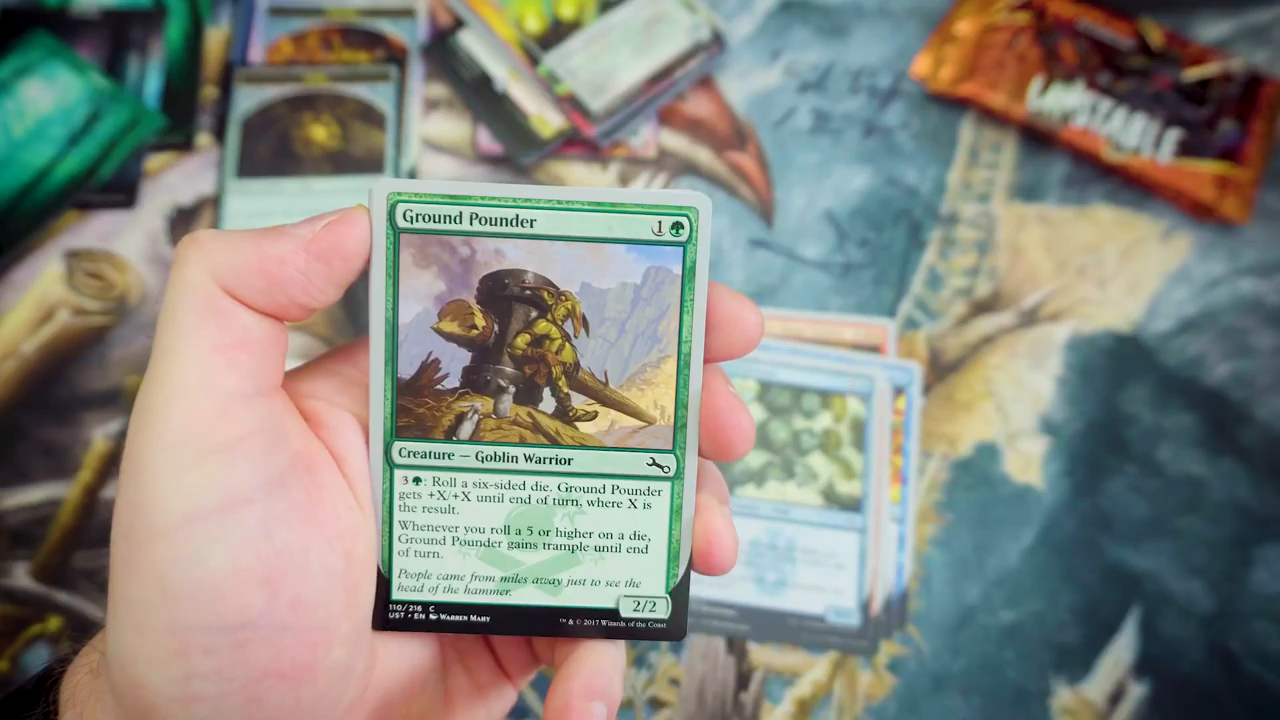 UNSTABLE
Ground Pounder 1
Creature — Goblin Warrior
3 : Roll a six-sided die. Ground Pounder
gets +X/+X until end of turn, where X is
the result.
Whenever you roll a 5 or higher on a die,
Ground Pounder gains trample until end
of turn.
People came from miles away just to see the
head of the hammer.
2/2
110/216 C
UST • EN Warren Mahy
™ & © 2017 Wizards of the Coast